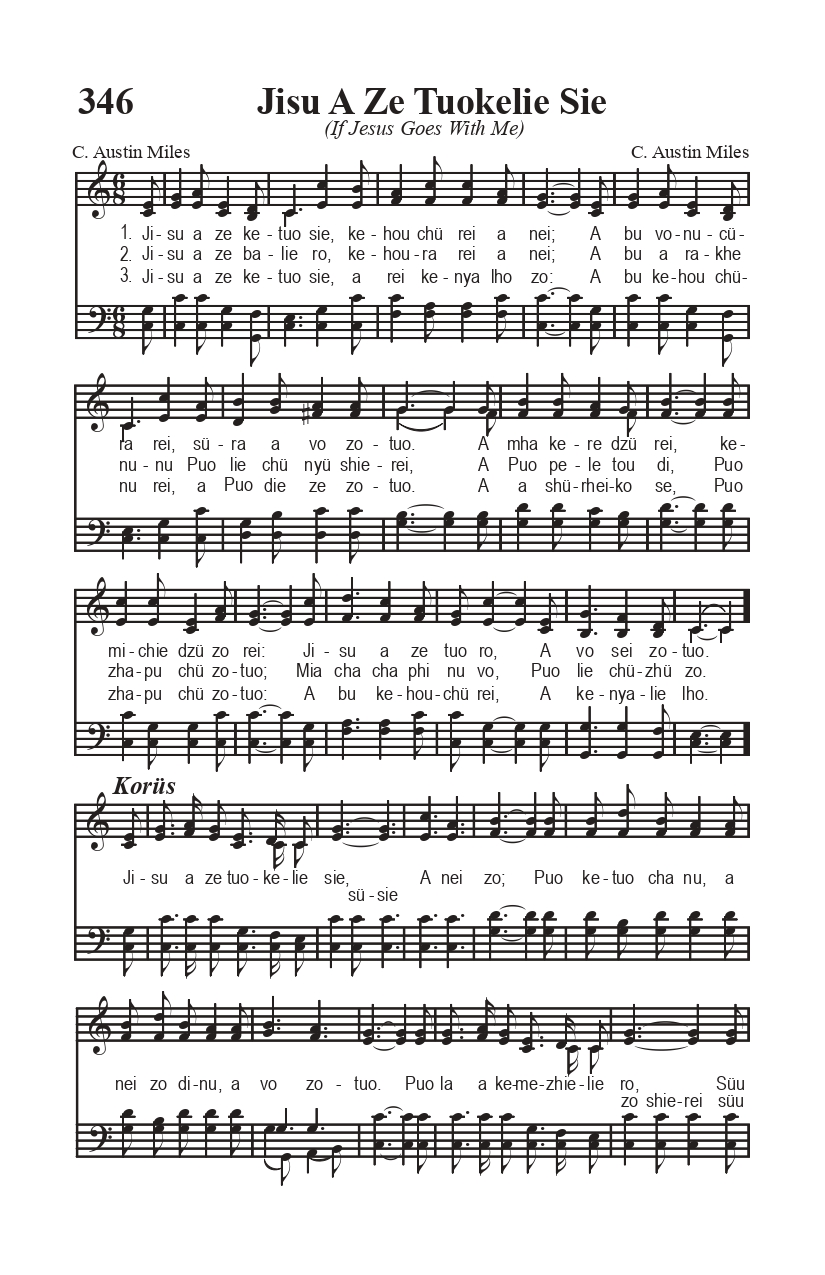 346 Jisu A Ze Tuokelie Sie
(If Jesus Goes With Me)
C. Austin Miles C. Austin Miles
1. Ji - su a ze ke - tuo sie, ke - hou chü rei a nei; A bu vo - nu - cü -
2. Ji - su a ze ba - lie ro, ke - hou - ra rei a nei; A bu a ra - khe
3. Ji - su a ze ke - tuo sie, a rei ke - nya lho zo: A bu ke - hou chü -
ra rei, sü - ra a vo zo - tuo. A mha ke - re dzü rei, ke -
nu - nu Puo lie chü nyü shie - rei, A Puo pe - le tou di, Puo
nu rei, a Puo die ze zo - tuo. A a shü - rhei - ko se, Puo
mi - chie dzü zo rei: Ji - su a ze tuo ro, A vo sei zo - tuo.
zha - pu chü zo - tuo; Mia cha cha phi nu vo, Puo lie chü - zhü zo.
zha - pu chü zo - tuo: A bu ke - hou - chü rei, A ke - nya - lie lho.
Korüs
Ji - su a ze tuo - ke - lie sie, A nei zo; Puo ke - tuo cha nu, a
sü - sie
nei zo di - nu, a vo zo - tuo. Puo la a ke - me - zhie - lie ro, Süu
zo shie - rei süu